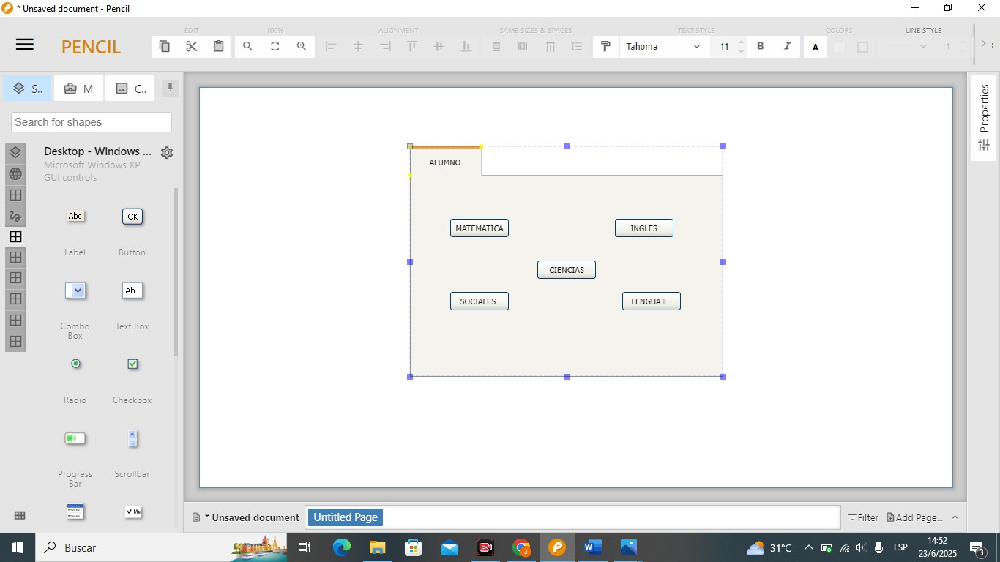 * Unsaved document - Pencil
EDIT
100%
ALIGNMENT
SAME SIZES & SPACES
TEXT STYLE
COLORS
LINE STYLE
PENCIL
Tahoma
11
B
I
A
1
S..
M.
C..
Search for shapes
Desktop - Windows ...
Microsoft Windows XP
GUI controls
Abc
OK
Label
Button
Ab
Combo
Box
Text Box
Radio
Checkbox
Progress
Bar
Scrollbar
ALUMNO
MATEMATICA
INGLES
CIENCIAS
SOCIALES
LENGUAJE
Properties
* Unsaved document
Untitled Page
Filter
Add Page...
Buscar
31°C
ESP
14:52
23/6/2025
3